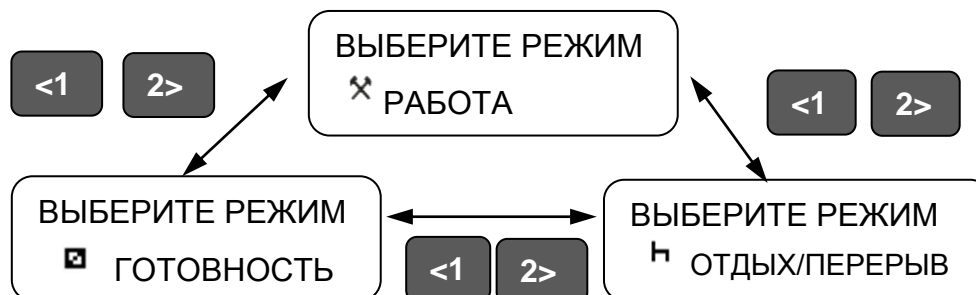 ВЫБЕРИТЕ РЕЖИМ
РАБОТА
<1 2>
<1 2>
ВЫБЕРИТЕ РЕЖИМ
ГОТОВНОСТЬ
<1 2>
ВЫБЕРИТЕ РЕЖИМ
ОТДЫХ/ПЕРЕРЫВ